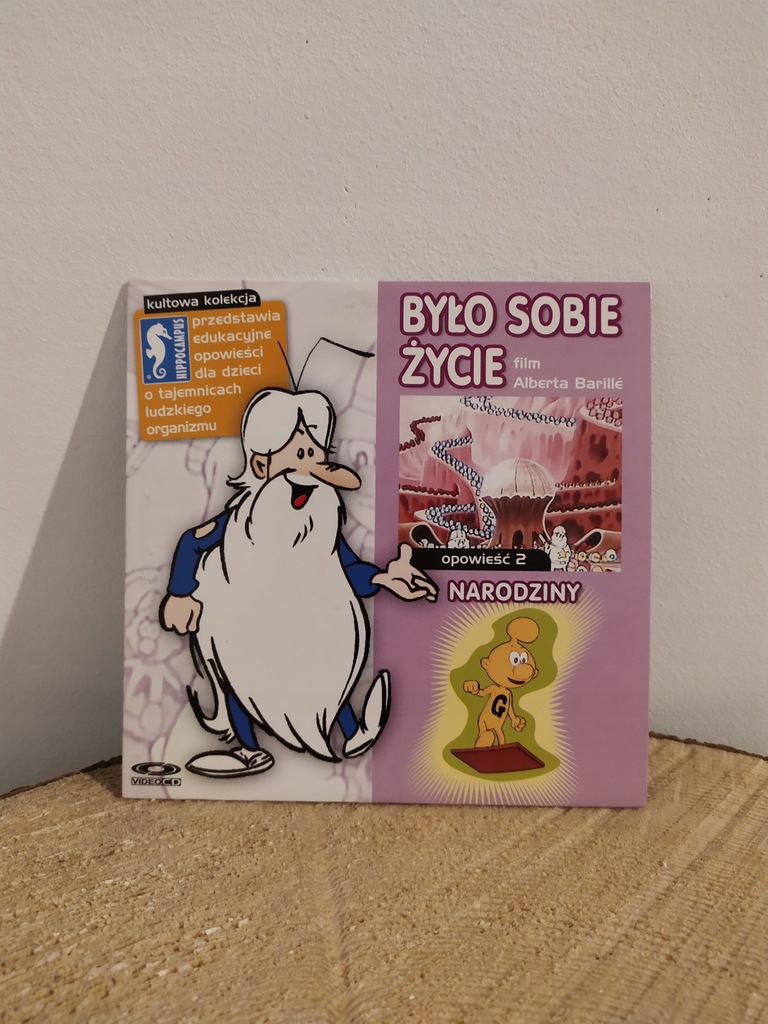 kultowa kolekcja
HIPPOCAMPUS
przedstawia
edukacyjne
opowieści
dla dzieci
o tajemnicach
ludzkiego
organizmu
BYŁO SOBIE
ŻYCIE
film
Alberta Barillé
opowieść 2
NARODZINY
G
VIDEO CD